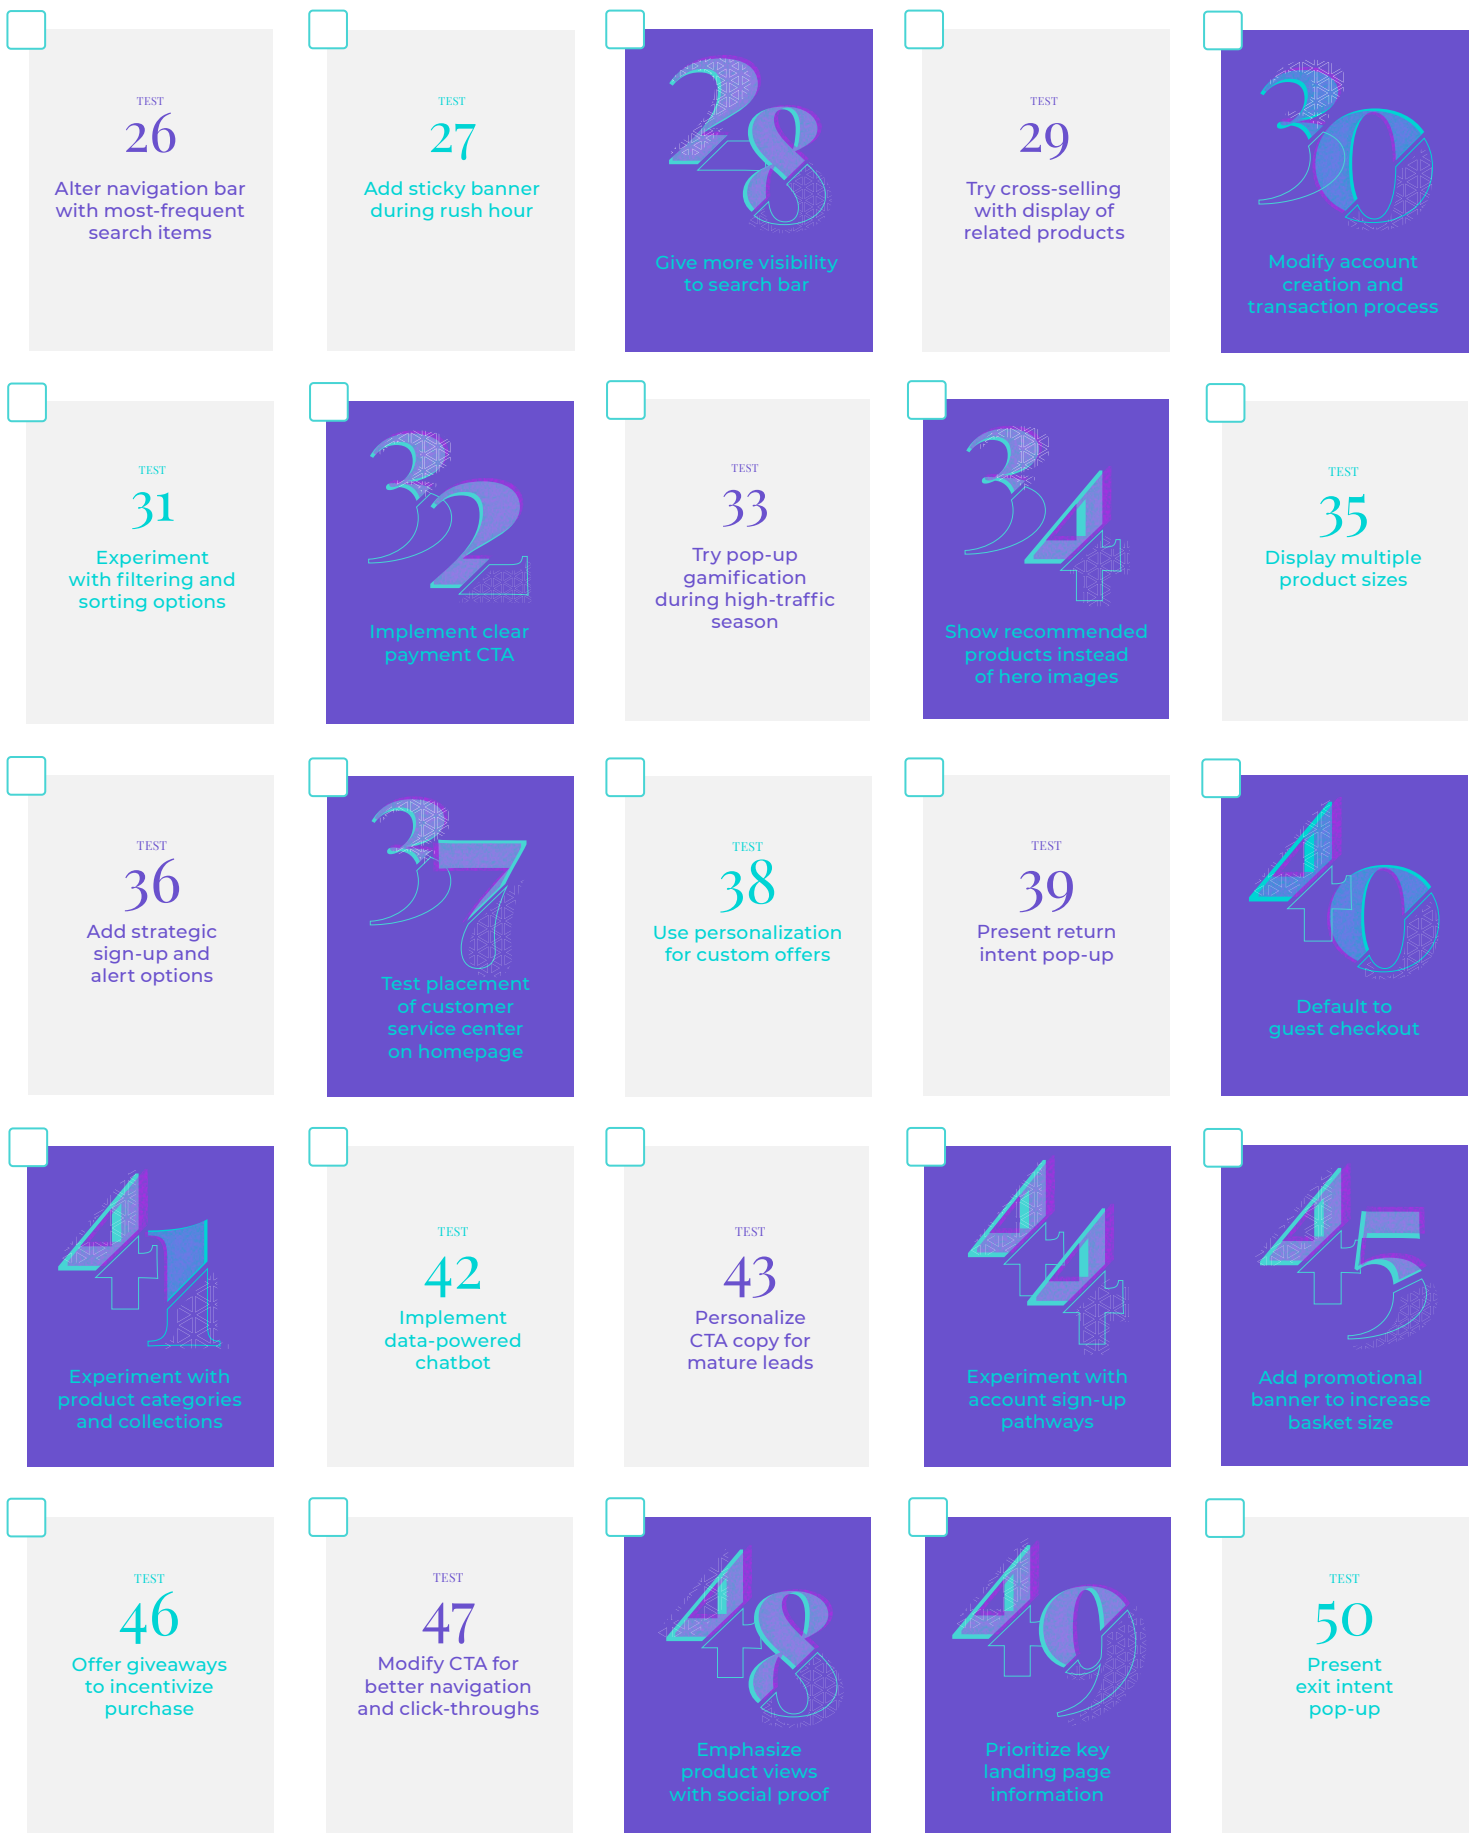 TEST
26
Alter navigation bar
with most-frequent
search items
TEST
27
Add sticky banner
during rush hour
28
Give more visibility
to search bar
TEST
29
Try cross-selling
with display of
related products
30
Modify account
creation and
transaction process
TEST
31
Experiment
with filtering and
sorting options
32
Implement clear
payment CTA
TEST
33
Try pop-up
gamification
during high-traffic
season
34
Show recommended
products instead
of hero images
TEST
35
Display multiple
product sizes
TEST
36
Add strategic
sign-up and
alert options
37
Test placement
of customer
service center
on homepage
TEST
38
Use personalization
for custom offers
TEST
39
Present return
intent pop-up
40
Default to
guest checkout
41
Experiment with
product categories
and collections
TEST
42
Implement
data-powered
chatbot
TEST
43
Personalize
CTA copy for
mature leads
44
Experiment with
account sign-up
pathways
45
Add promotional
banner to increase
basket size
TEST
46
Offer giveaways
to incentivize
purchase
TEST
47
Modify CTA for
better navigation
and click-throughs
48
Emphasize
product views
with social proof
49
Prioritize key
landing page
information
TEST
50
Present
exit intent
pop-up